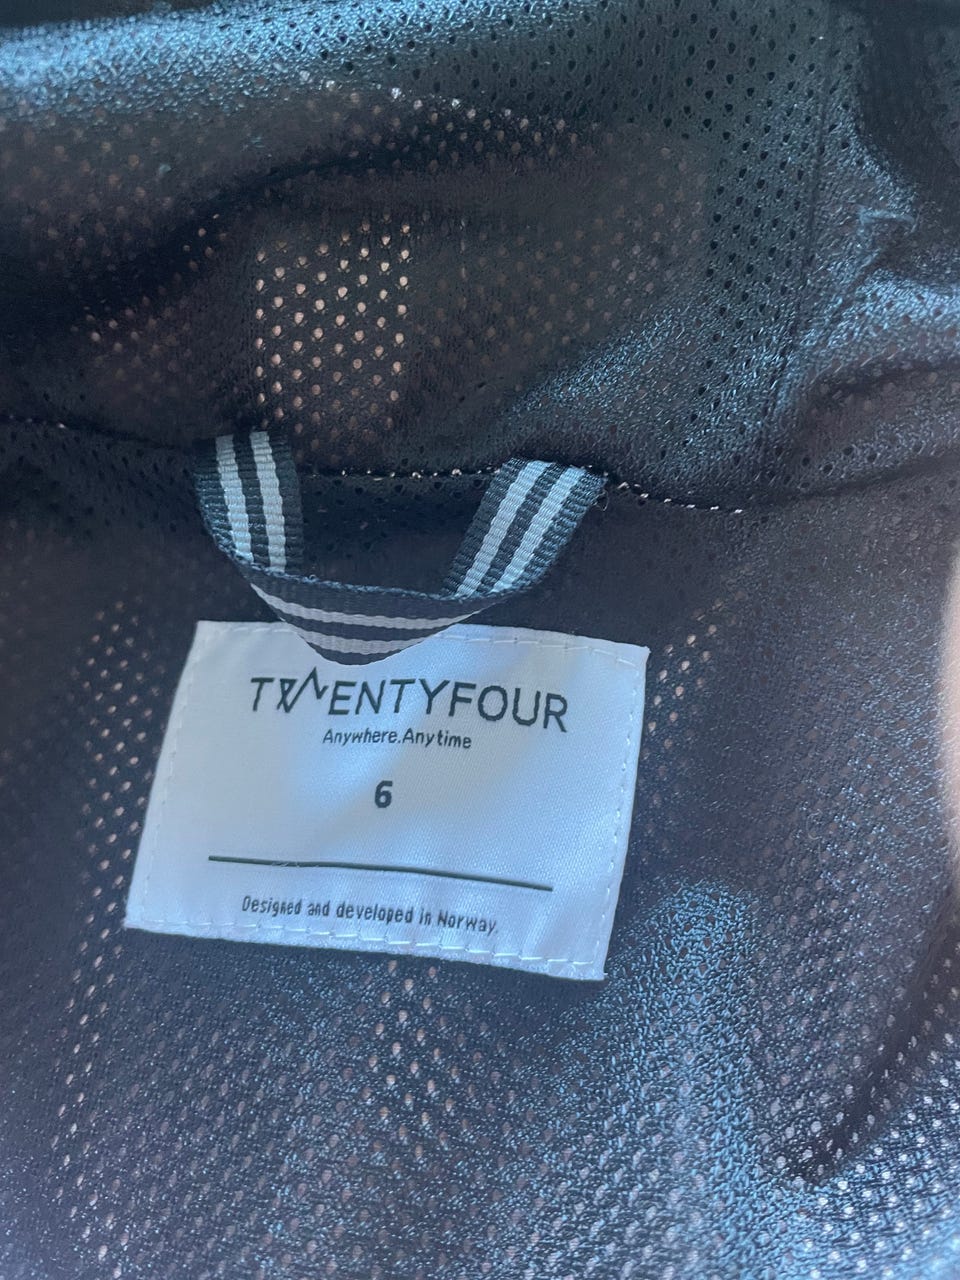 TWENTYFOUR
Anywhere.Anytime
6
Designed and developed in Norway.